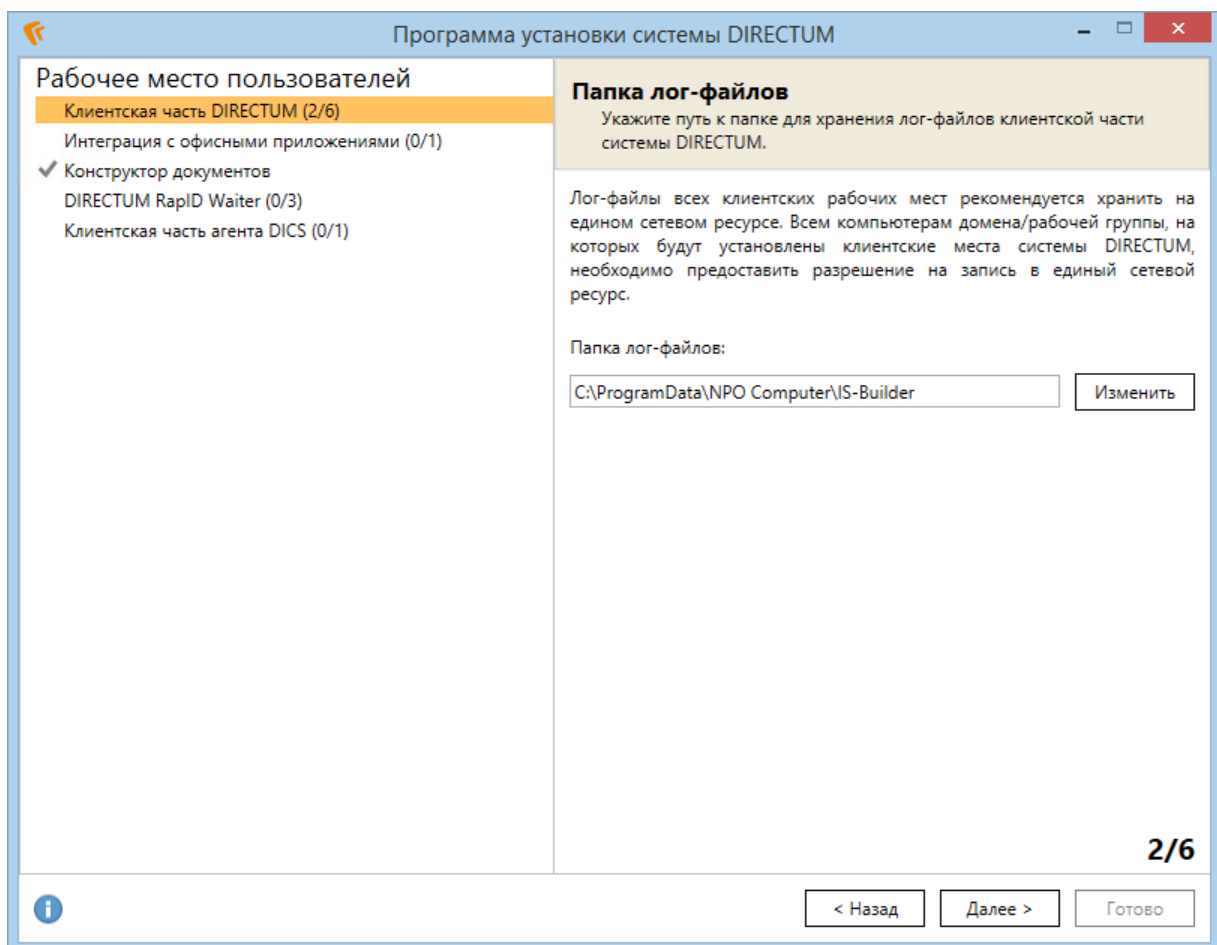 Программа установки системы DIRECTUM
Рабочее место пользователей
Клиентская часть DIRECTUM (2/6)
Интеграция с офисными приложениями (0/1)
Конструктор документов
DIRECTUM RapID Waiter (0/3)
Клиентская часть агента DICS (0/1)
Папка лог-файлов
Укажите путь к папке для хранения лог-файлов клиентской части
системы DIRECTUM.
Лог-файлы всех клиентских рабочих мест рекомендуется хранить на
едином сетевом ресурсе. Всем компьютерам домена/рабочей группы, на
которых будут установлены клиентские места системы DIRECTUM,
необходимо предоставить разрешение на запись в единый сетевой
ресурс.
Папка лог-файлов:
C:\ProgramData\NPO Computer\IS-Builder
Изменить
2/6
< Назад
Далее >
Готово